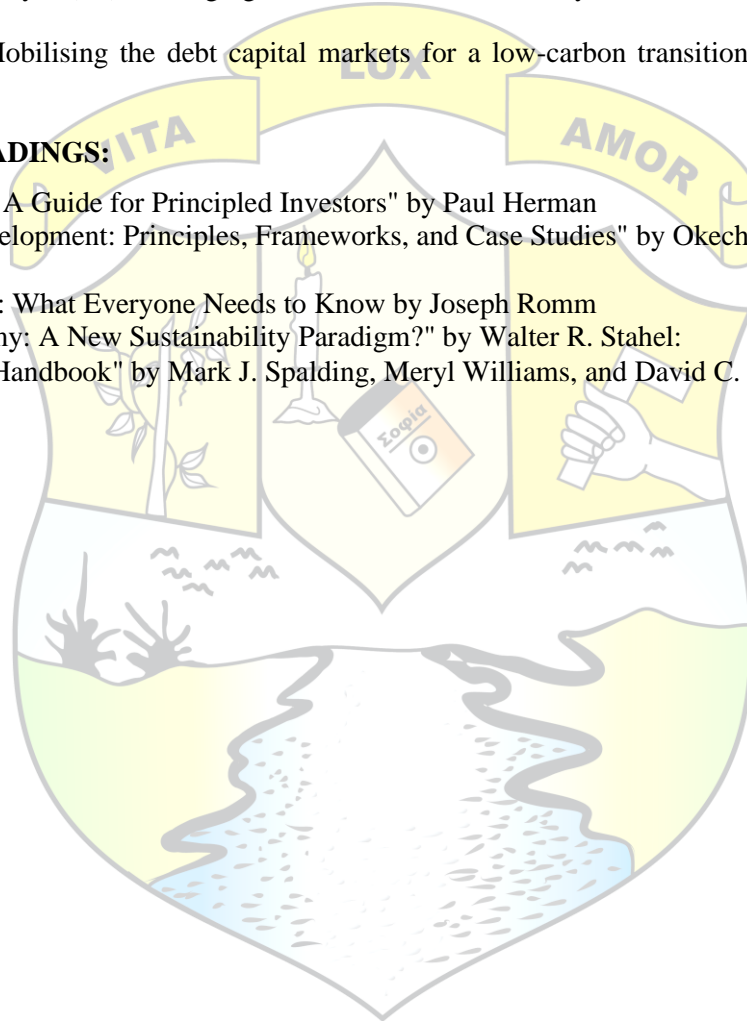 Mobilising the debt capital markets for a low-carbon transition
LUX
VITA
AMOR
ADINGS:
A Guide for Principled Investors" by Paul Herman
elopment: Principles, Frameworks, and Case Studies" by Okech
: What Everyone Needs to Know by Joseph Romm
ny: A New Sustainability Paradigm?" by Walter R. Stahel:
Handbook" by Mark J. Spalding, Meryl Williams, and David C.
Σοφία